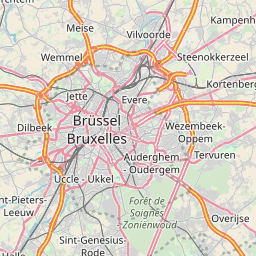 Kampenh
Meise
Vilvoorde
Wemmel
Steenokkerzeel
Jette
Evere
Kortenberg
Dilbeek
Brussel
Bruxelles
Wezembeek-
Oppem
Auderghem
- Oudergem
Tervuren
Uccle - Ukkel
Sint-Pieters-
Leeuw
Forêt de
Soignes -
Zoniënwoud
Overijse
Sint-Genesius-
Rode